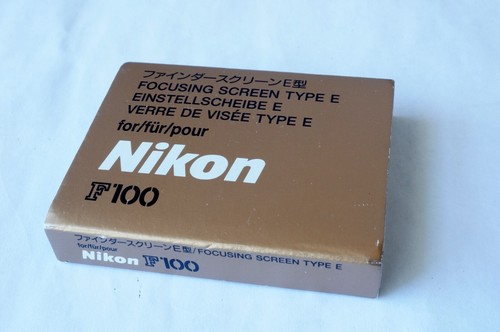 ファインダースクリーンE型
FOCUSING SCREEN TYPE E
EINSTELLSCHEIBE E
VERRE DE VISÉE TYPE E
for/für/pour
Nikon
F100
ファインダースクリーンE型/FOCUSING SCREEN TYPE E
for/für/pour
Nikon F100